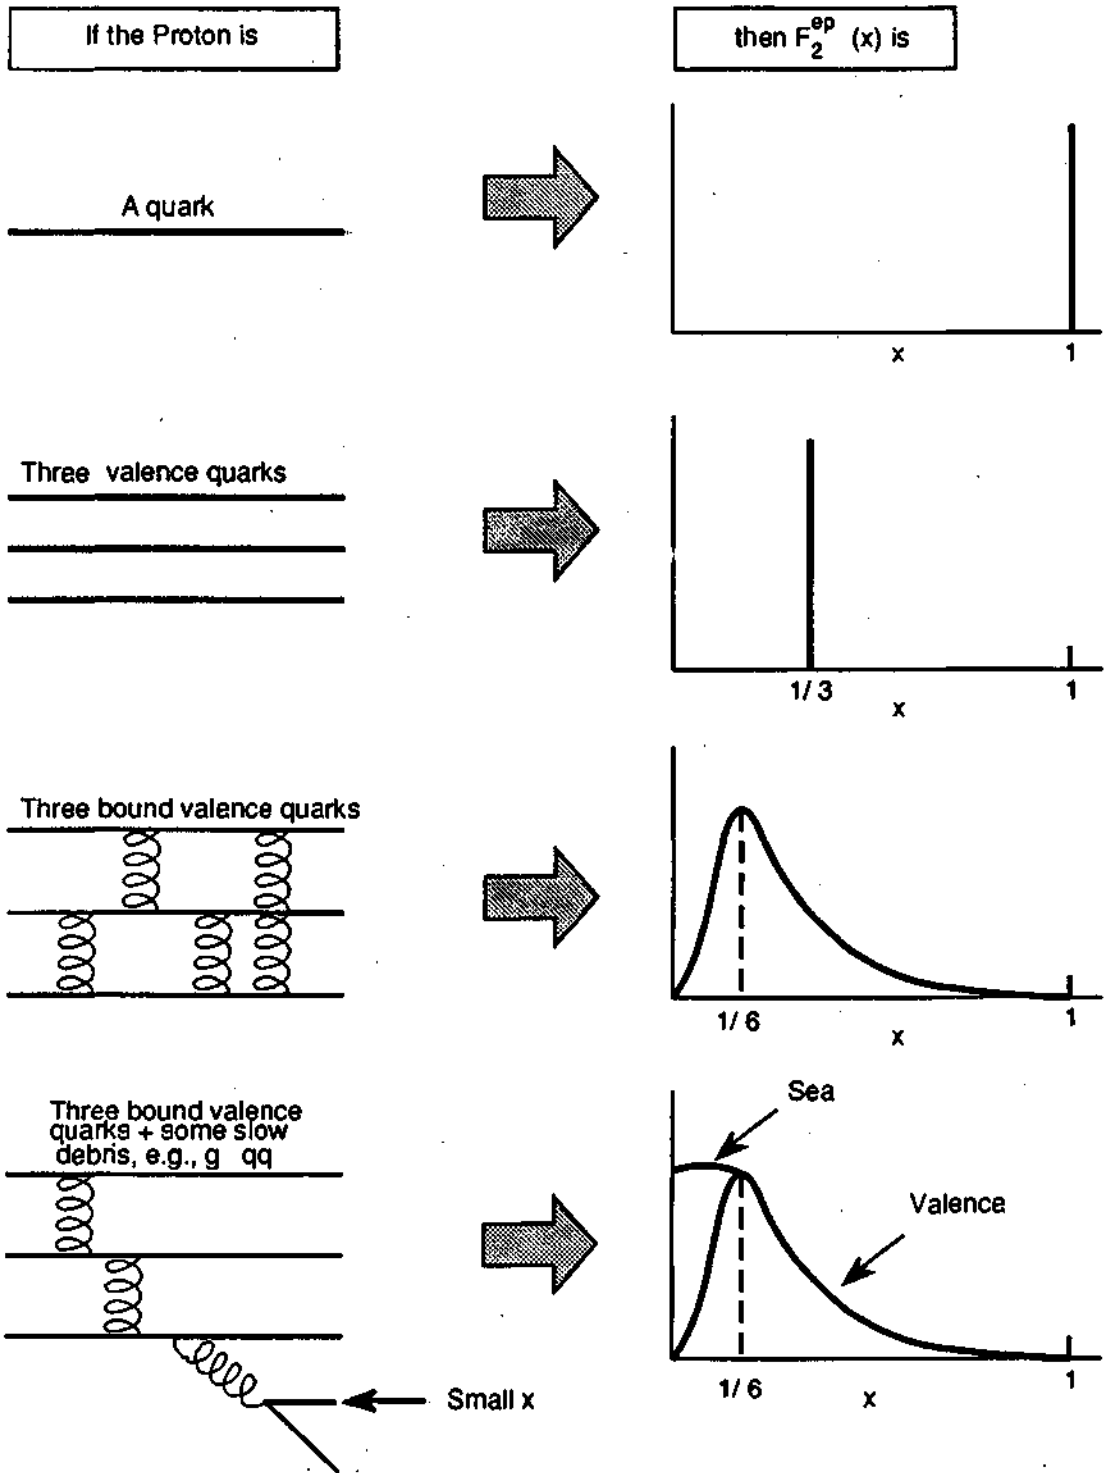 If the Proton is
then F₂ᵉᵖ (x) is
A quark
x
1
Three valence quarks
1/3
x
1
Three bound valence quarks
1/6
x
1
Three bound valence
quarks + some slow
debris, e.g., g qq
Small x
Sea
Valence
1/6
x
1